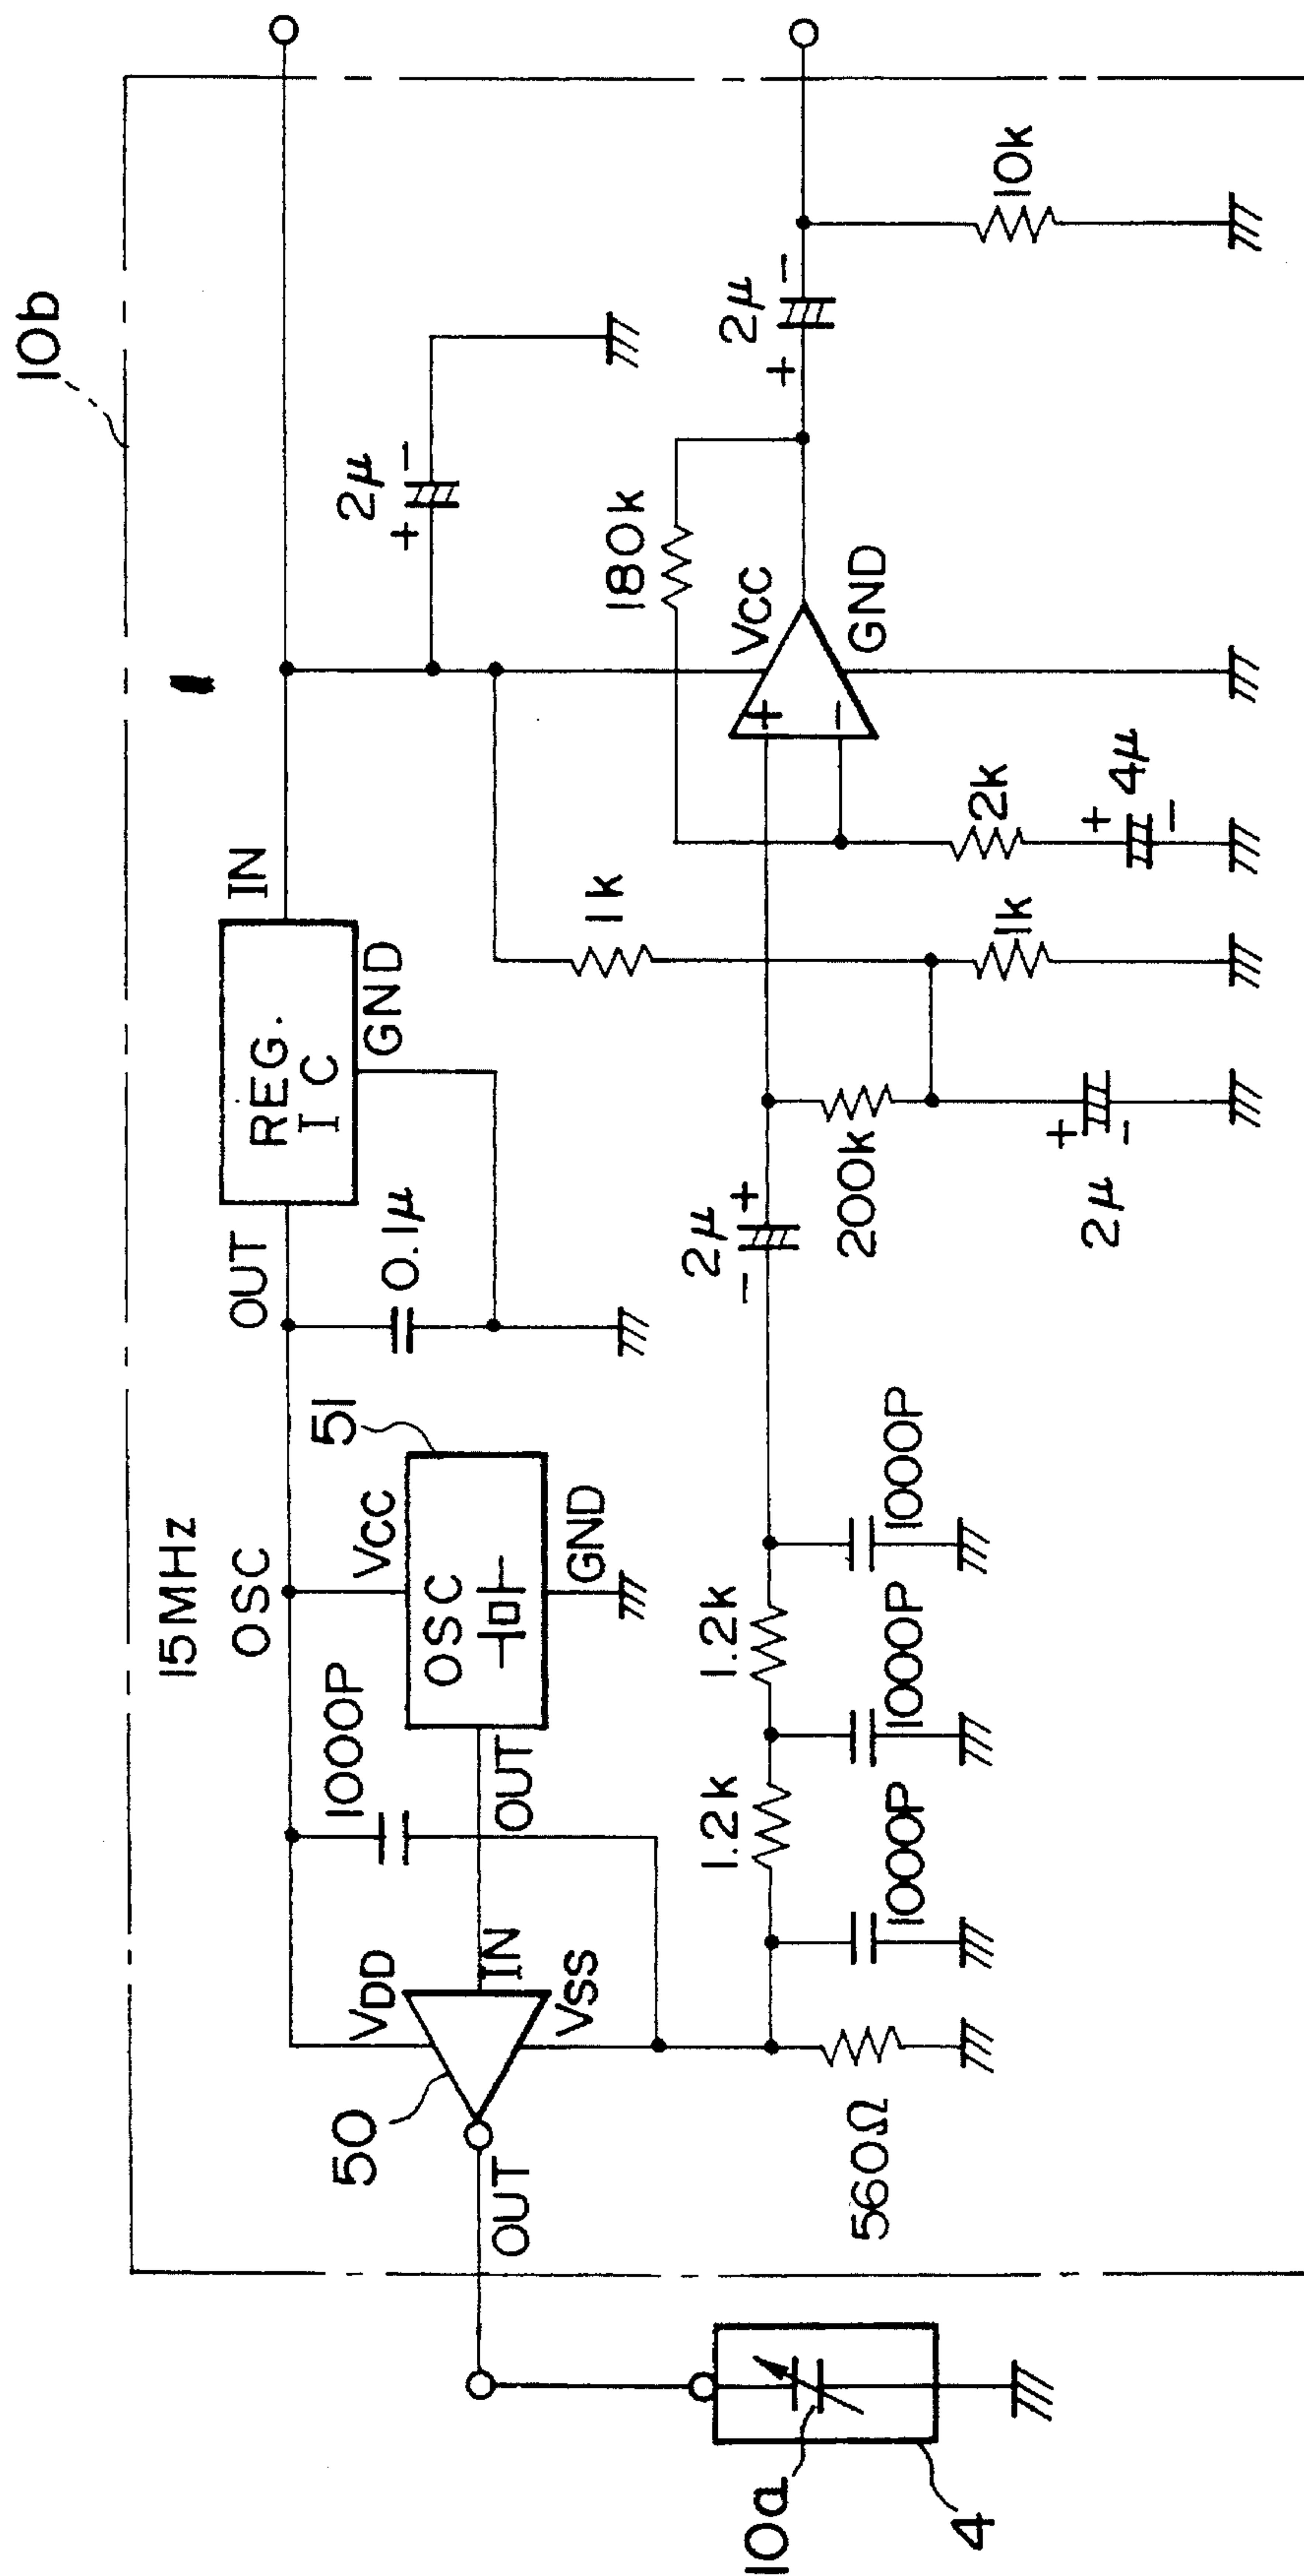 10b
15MHz
OSC
OUT
REG.
IC
IN
GND
0.1μ
2μ
+
−
51
VCC
OSC
GND
OUT
1000P
VDD
IN
VSS
50
OUT
180k
VCC
GND
+
−
2μ
+
−
10k
1k
1k
2k
4μ
+
−
2μ
−
+
200k
2μ
+
−
1.2k
1.2k
1000P
1000P
1000P
560Ω
10a
4